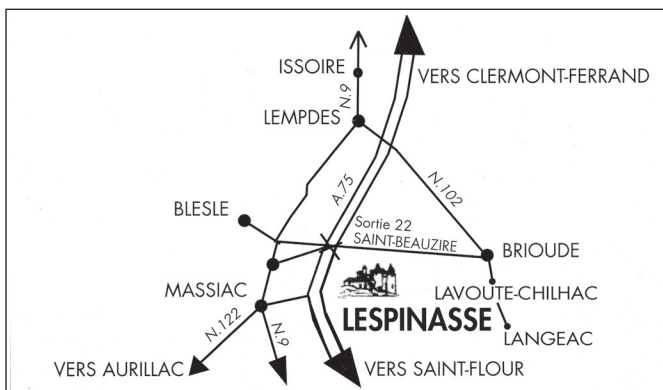 ISSOIRE
VERS CLERMONT-FERRAND
N.9
LEMPDES
A.75
N.102
BLESLE
Sortie 22
SAINT-BEAUZIRE
BRIOUDE
MASSIAC
LAVOUTE-CHILHAC
LESPINASSE
N.122
N.9
LANGEAC
VERS AURILLAC
VERS SAINT-FLOUR